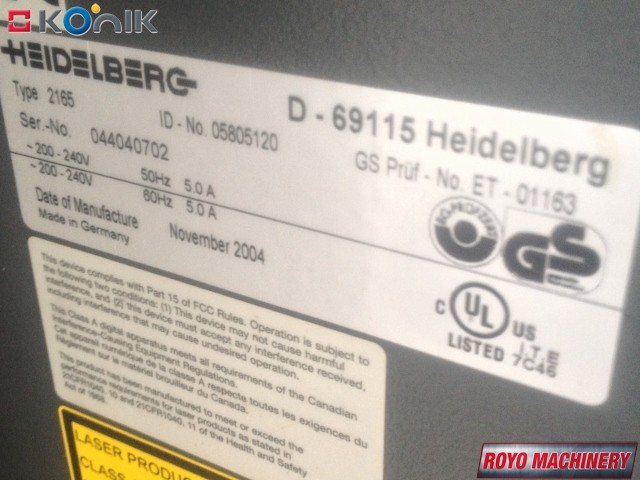 KÖNIK
HEIDELBERG
D - 69115 Heidelberg
Type 2165
ID - No. 05805120
GS Prüf - No. ET - 01163
Ser.-No. 044040702
~ 200 - 240V 50Hz 5.0 A
~ 200 - 240V 60Hz 5.0 A
Date of Manufacture November 2004
Made in Germany
GS
C UL US
LISTED I.T.E
7C46
This device complies with Part 15 of FCC Rules. Operation is subject to
the following two conditions: (1) This device may not cause harmful
interference, and (2) this device must accept any interference received,
including interference that may cause undesired operation.
This Class A digital apparatus meets all requirements of the Canadian
Interference-Causing Equipment Regulations.
Cet appareil numérique de la classe A respecte toutes les exigences du
Règlement sur le matériel brouilleur du Canada.
This product has been manufactured to meet or exceed the
performance requirements for laser products as stated in
21CFR1040, 10 and 21CFR1040, 11 of the Health and Safety
Act of 1968.
LASER PRODUC
CLASS
ROYO MACHINERY